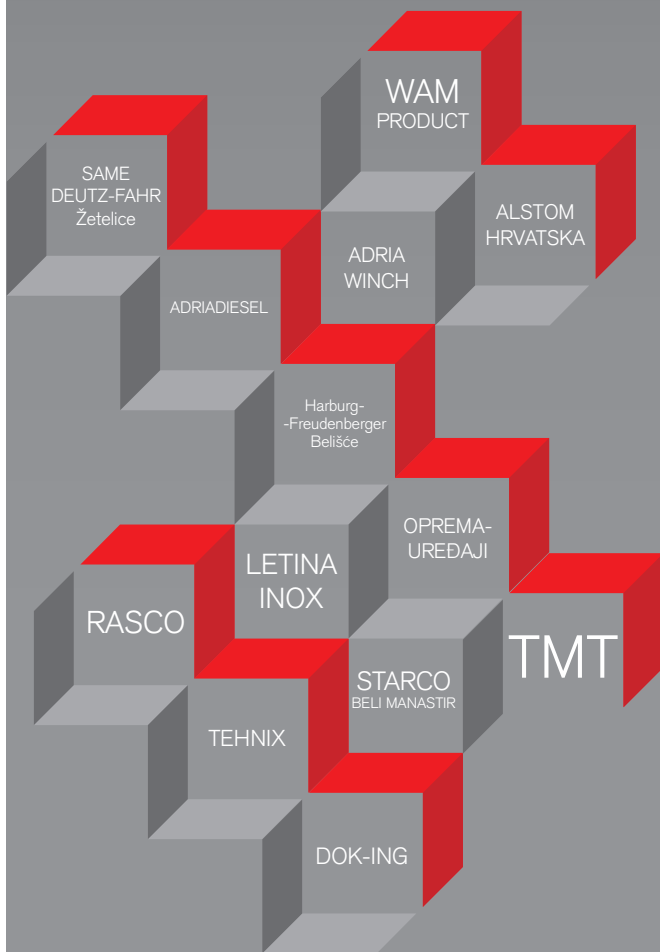 WAM
PRODUCT
SAME
DEUTZ-FAHR
Žetelice
ALSTOM
HRVATSKA
ADRIA
WINCH
ADRIADIESEL
Harburg-
-Freudenberger
Belišće
OPREMA-
UREĐAJI
LETINA
INOX
RASCO
TMT
STARCO
BELI MANASTIR
TEHNIX
DOK-ING